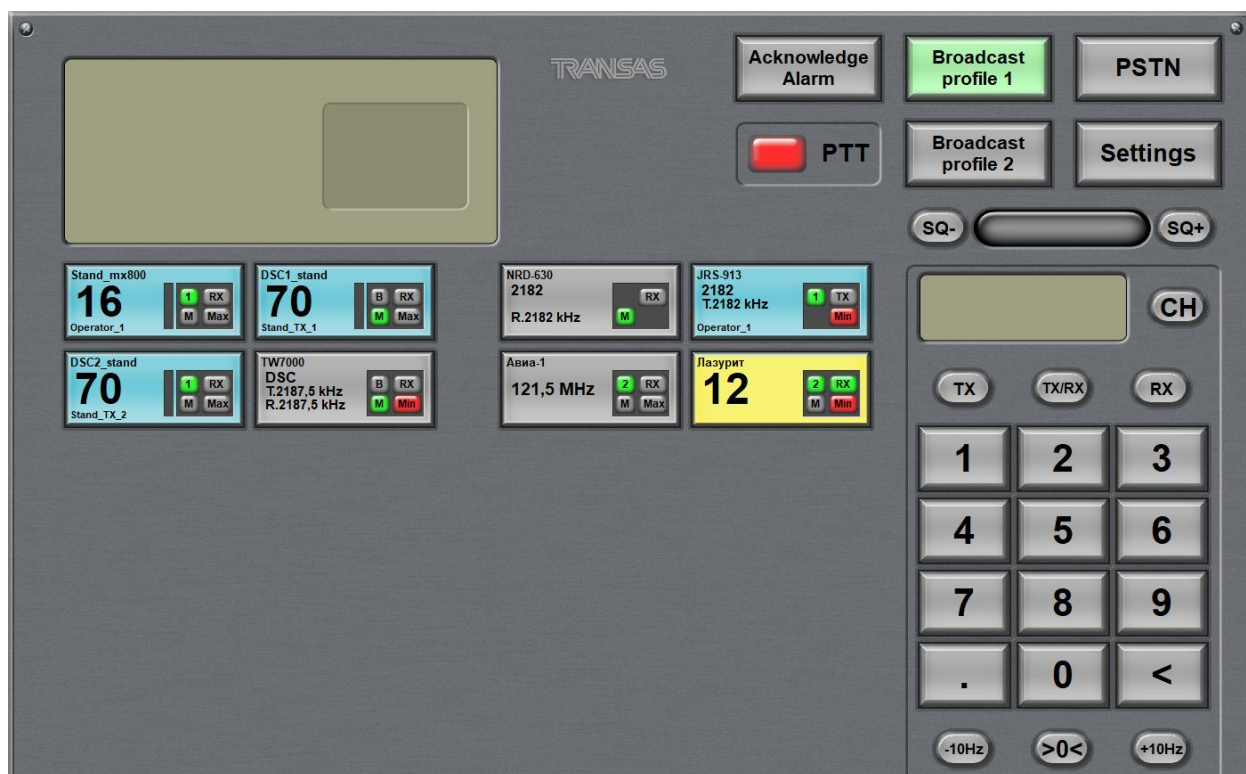 TRANSAS
Acknowledge
Alarm
Broadcast
profile 1
PSTN
PTT
Broadcast
profile 2
Settings
SQ-
SQ+
Stand_mx800
16
1 RX
M Max
Operator_1
DSC1_stand
70
B RX
M Max
Stand_TX_1
NRD-630
2182
RX
R.2182 kHz
M
JRS-913
2182
T.2182 kHz
1 TX
Min
Operator_1
DSC2_stand
70
1 RX
M Max
Stand_TX_2
TW7000
DSC
T.2187,5 kHz
R.2187,5 kHz
B RX
M Min
Авиа-1
121,5 MHz
2 RX
M Max
Лазурит
12
2 RX
M Min
CH
TX
TX/RX
RX
1 2 3
4 5 6
7 8 9
. 0 <
-10Hz
>0<
+10Hz